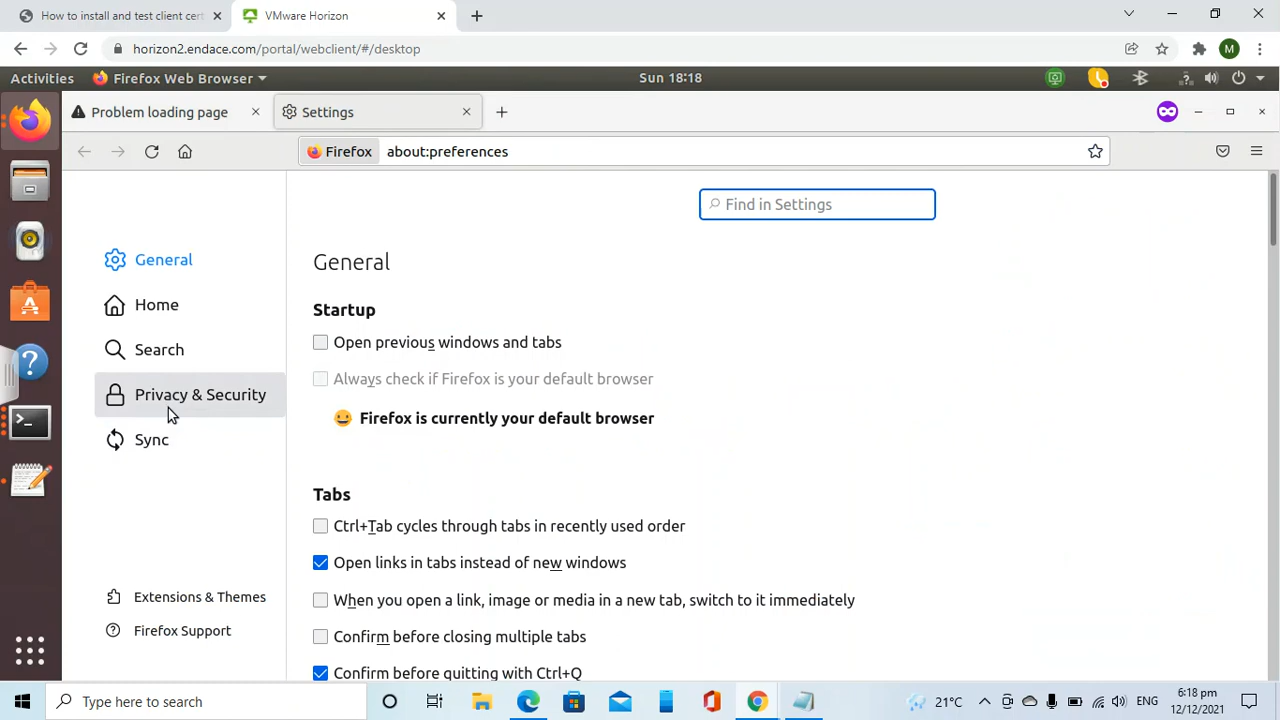 How to install and test client cert
VMware Horizon
horizon2.endace.com/portal/webclient/#/desktop
M
Activities
Firefox Web Browser
Sun 18:18
Problem loading page
Settings
Firefox
about:preferences
Find in Settings
General
Home
Search
Privacy & Security
Sync
Extensions & Themes
Firefox Support
General
Startup
Open previous windows and tabs
Always check if Firefox is your default browser
Firefox is currently your default browser
Tabs
Ctrl+Tab cycles through tabs in recently used order
Open links in tabs instead of new windows
When you open a link, image or media in a new tab, switch to it immediately
Confirm before closing multiple tabs
Confirm before quitting with Ctrl+Q
Type here to search
21°C
ENG
6:18 pm
12/12/2021